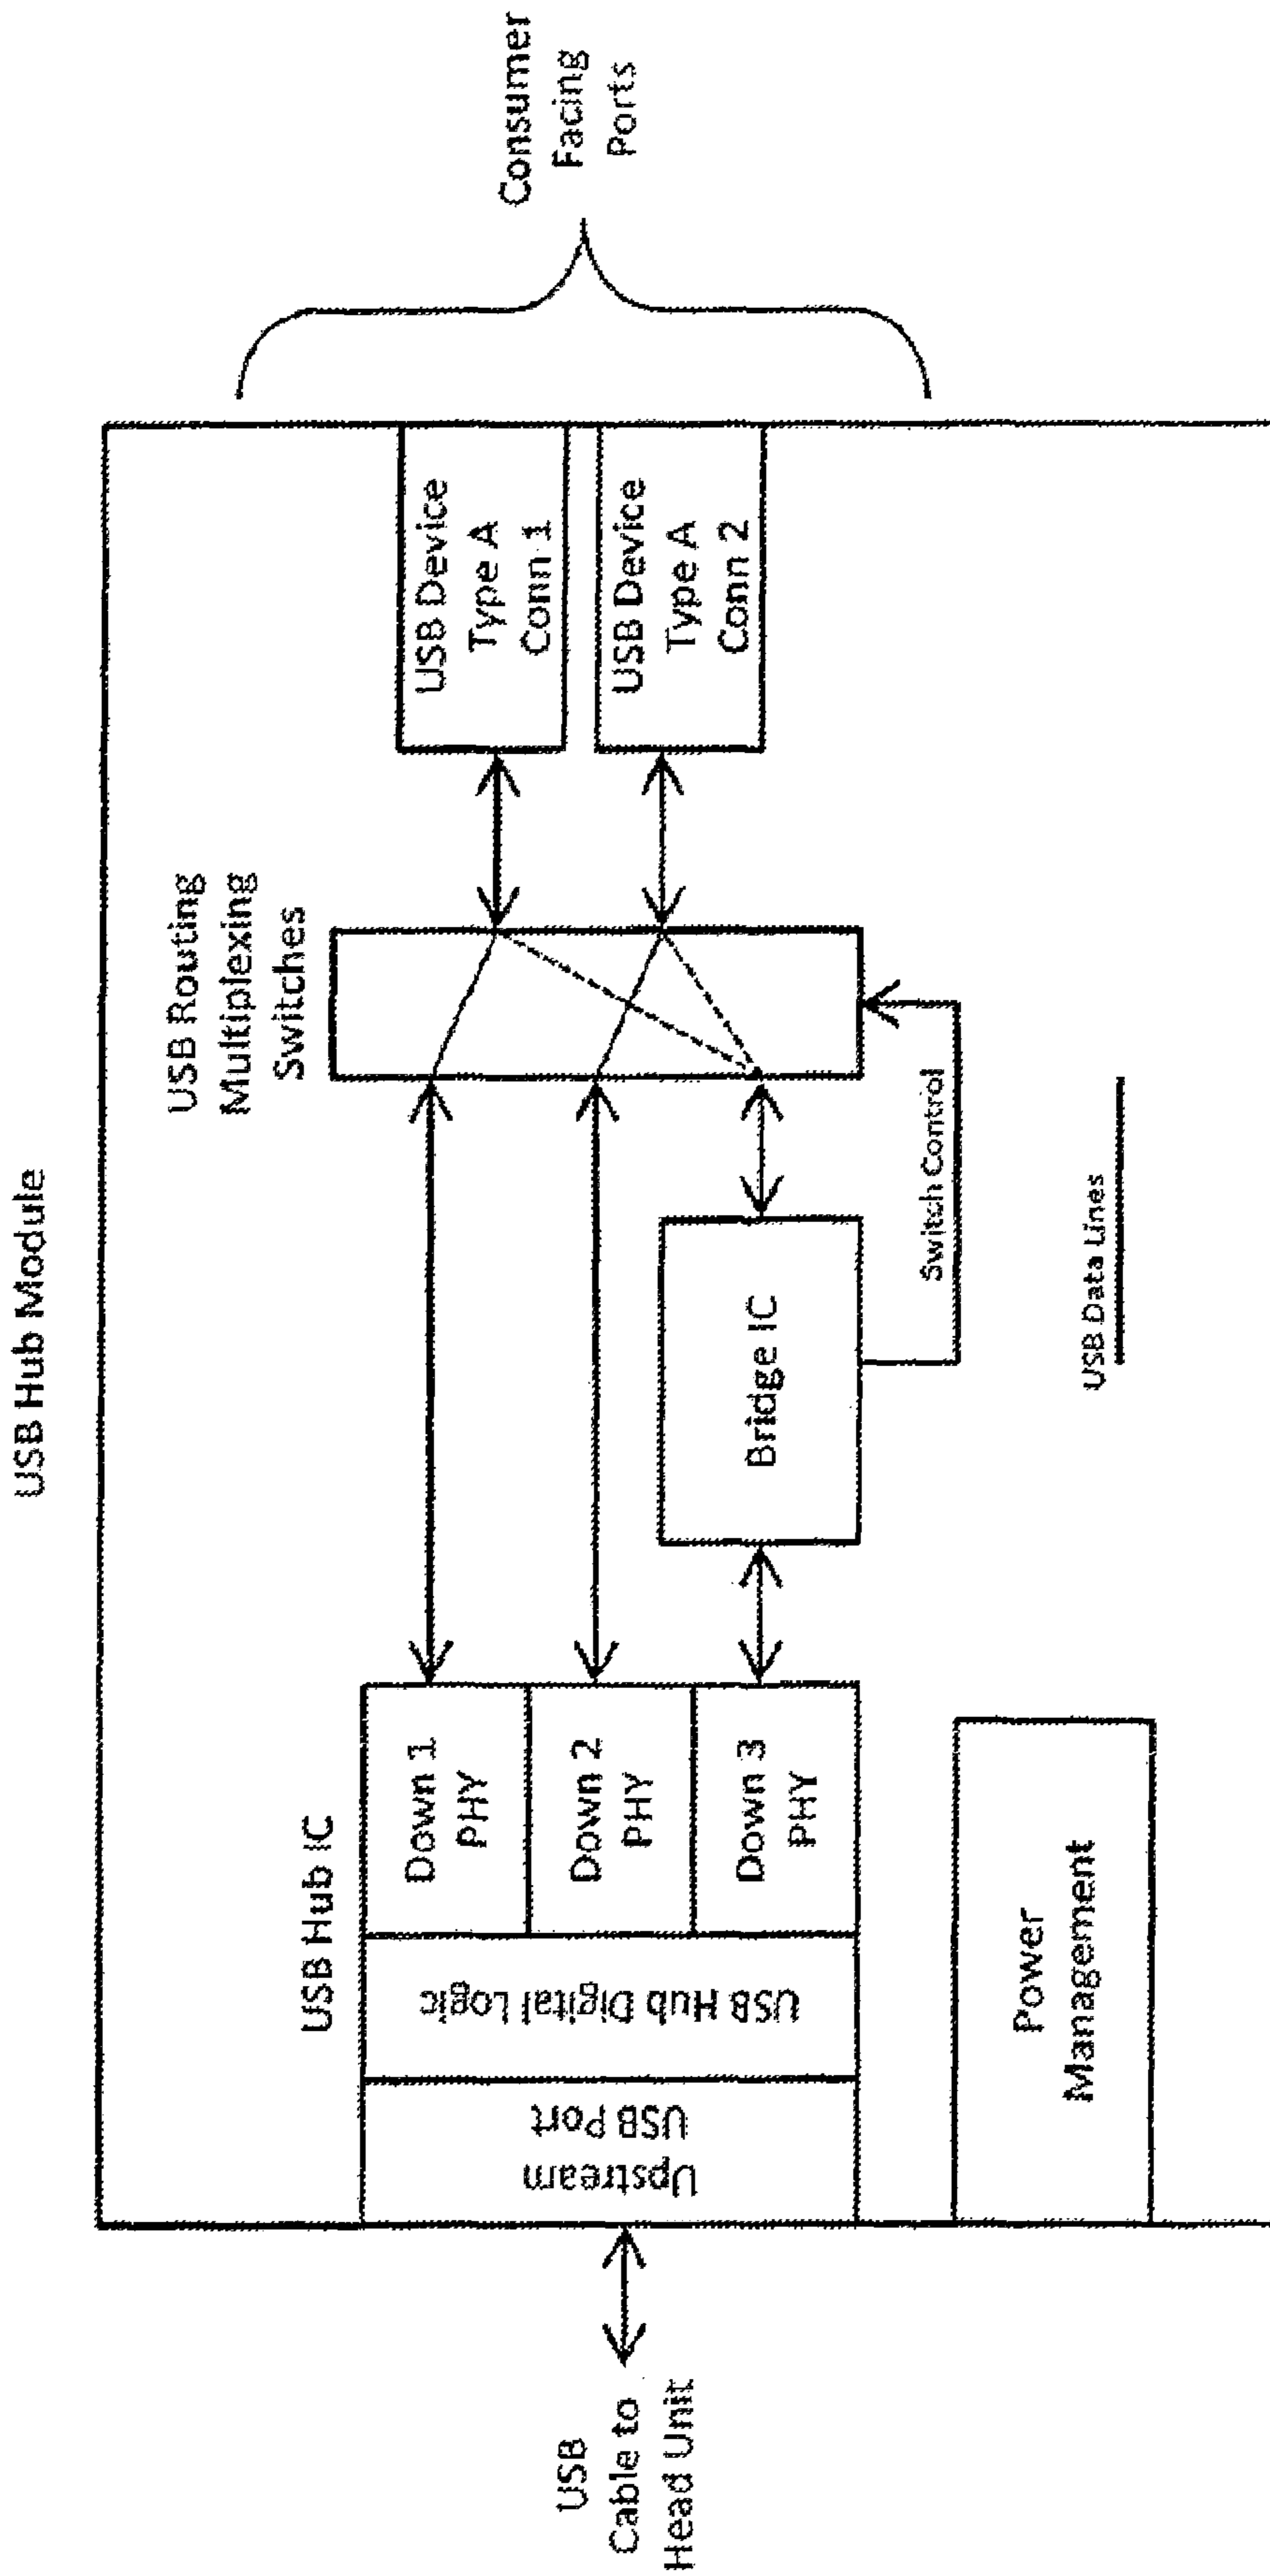 USB Hub Module
USB
Cable to
Head Unit
USB Hub IC
Upstream
USB Port
USB Hub Digital Logic
Down 1
PHY
Down 2
PHY
Down 3
PHY
Power
Management
Bridge IC
Switch Control
USB Data Lines
USB Routing
Multiplexing
Switches
USB Device
Type A
Conn 1
USB Device
Type A
Conn 2
Consumer
Facing
Ports